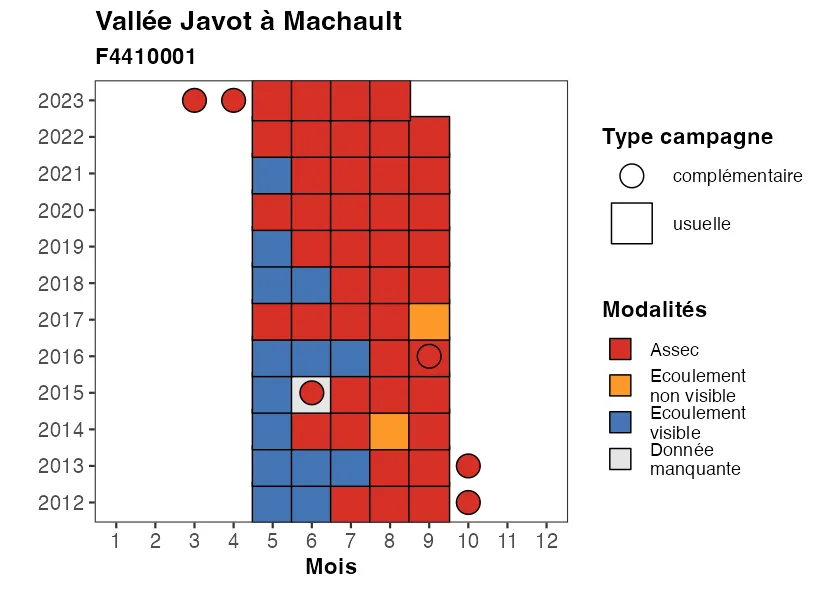 Vallée Javot à Machault
F4410001
2023
2022
2021
2020
2019
2018
2017
2016
2015
2014
2013
2012
1 2 3 4 5 6 7 8 9 10 11 12
Mois
Type campagne
complémentaire
usuelle
Modalités
Assec
Ecoulement
non visible
Ecoulement
visible
Donnée
manquante